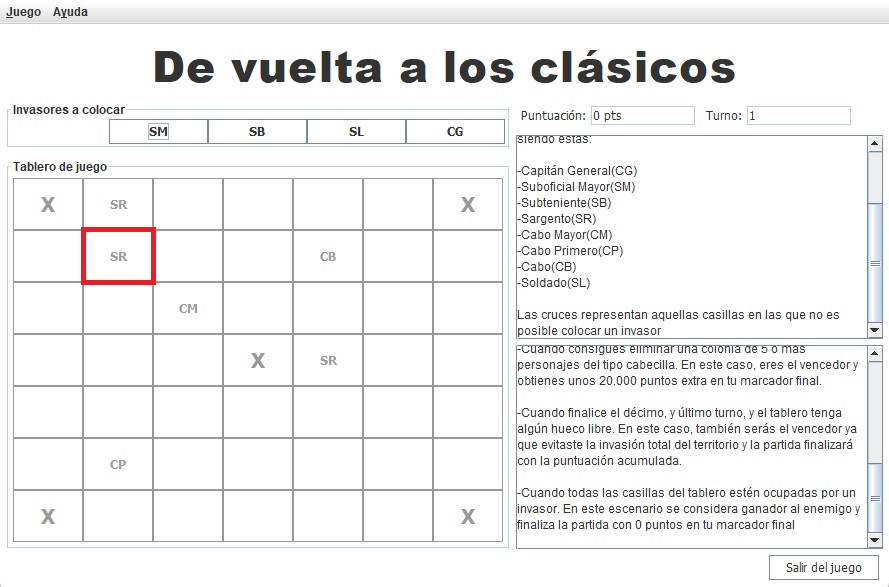 Juego Ayuda
De vuelta a los clásicos
Invasores a colocar
SM SB SL CG
Puntuación: 0 pts Turno: 1
Tablero de juego
X SR X
SR CB
CM
X SR
CP
X X
siendo estas:
-Capitán General(CG)
-Suboficial Mayor(SM)
-Subteniente(SB)
-Sargento(SR)
-Cabo Mayor(CM)
-Cabo Primero(CP)
-Cabo(CB)
-Soldado(SL)
Las cruces representan aquellas casillas en las que no es
posible colocar un invasor
-Cuando consigues eliminar una colonia de 5 o más
personajes del tipo cabecilla. En este caso, eres el vencedor y
obtienes unos 20.000 puntos extra en tu marcador final.
-Cuando finalice el décimo, y último turno, y el tablero tenga
algún hueco libre. En este caso, también serás el vencedor ya
que evitaste la invasión total del territorio y la partida finalizará
con la puntuación acumulada.
-Cuando todas las casillas del tablero estén ocupadas por un
invasor. En este escenario se considera ganador al enemigo y
finaliza la partida con 0 puntos en tu marcador final
Salir del juego